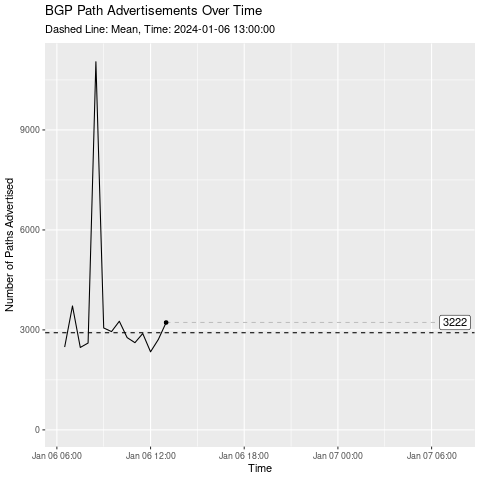 BGP Path Advertisements Over Time
Dashed Line: Mean, Time: 2024-01-06 13:00:00
Number of Paths Advertised
9000
6000
3000
0
3222
Jan 06 06:00 Jan 06 12:00 Jan 06 18:00 Jan 07 00:00 Jan 07 06:00
Time